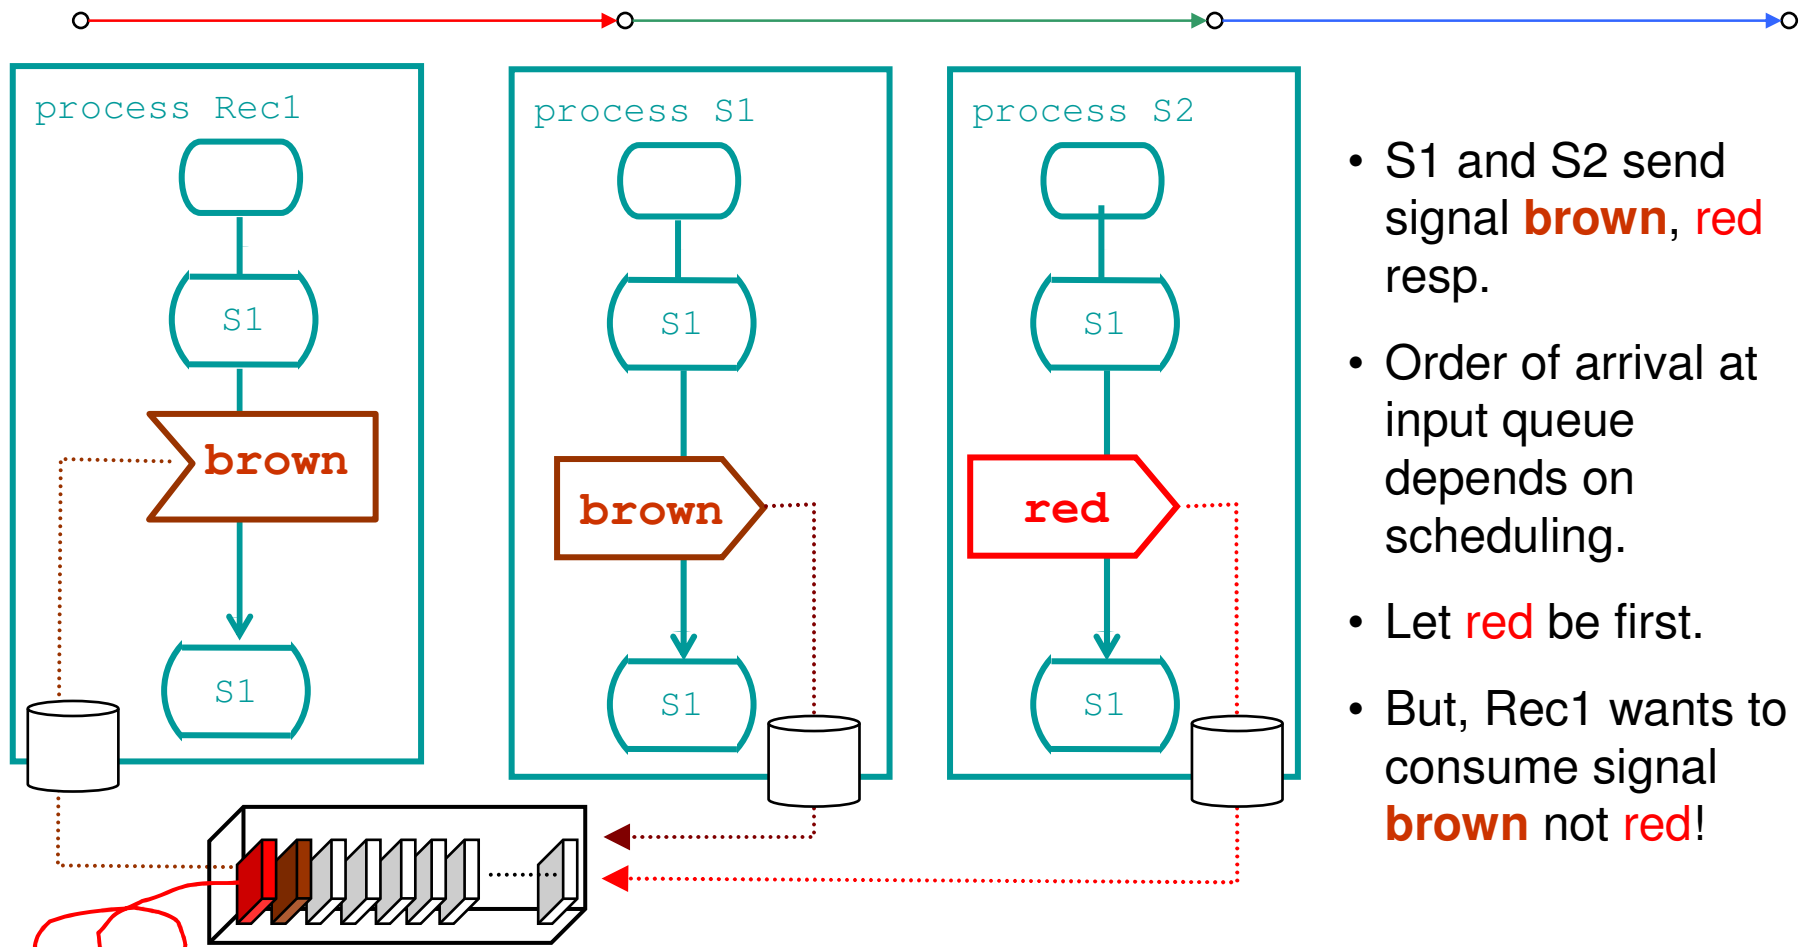 process Rec1
S1
brown
S1
process S1
S1
brown
S1
process S2
S1
red
S1
• S1 and S2 send
signal brown, red
resp.
• Order of arrival at
input queue
depends on
scheduling.
• Let red be first.
• But, Rec1 wants to
consume signal
brown not red!